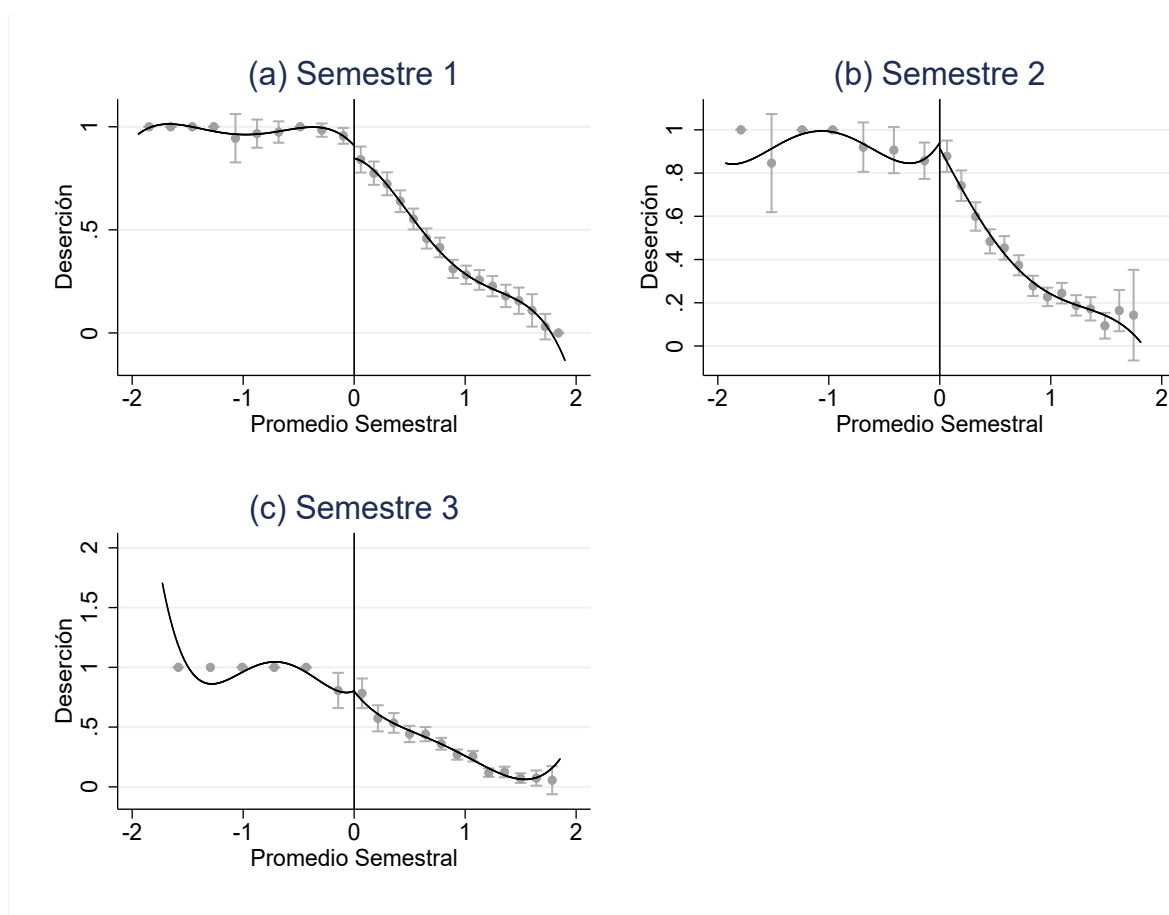 (a) Semestre 1
1
.5
0
Deserción
-2 -1 0 1 2
Promedio Semestral
(b) Semestre 2
1
.8
.6
.4
.2
0
Deserción
-2 -1 0 1 2
Promedio Semestral
(c) Semestre 3
2
1.5
1
.5
0
Deserción
-2 -1 0 1 2
Promedio Semestral